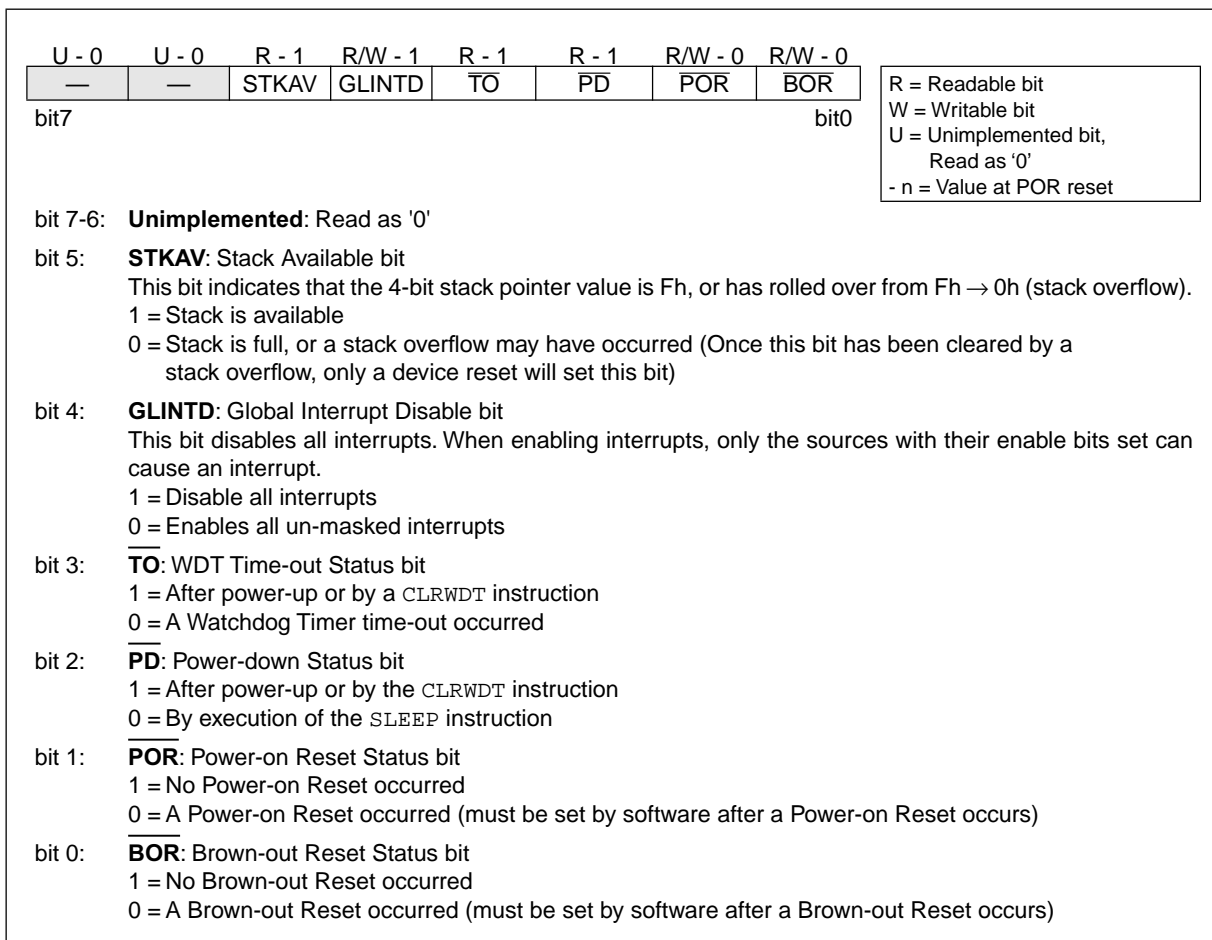 U - 0 U - 0 R - 1 R/W - 1 R - 1 R - 1 R/W - 0 R/W - 0
— — STKAV GLINTD T̅O̅ P̅D̅ P̅O̅R̅ B̅O̅R̅
bit7 bit0
R = Readable bit
W = Writable bit
U = Unimplemented bit,
Read as ‘0’
- n = Value at POR reset
bit 7-6: Unimplemented: Read as '0'
bit 5: STKAV: Stack Available bit
This bit indicates that the 4-bit stack pointer value is Fh, or has rolled over from Fh → 0h (stack overflow).
1 = Stack is available
0 = Stack is full, or a stack overflow may have occurred (Once this bit has been cleared by a
stack overflow, only a device reset will set this bit)
bit 4: GLINTD: Global Interrupt Disable bit
This bit disables all interrupts. When enabling interrupts, only the sources with their enable bits set can
cause an interrupt.
1 = Disable all interrupts
0 = Enables all un-masked interrupts
bit 3: T̅O̅: WDT Time-out Status bit
1 = After power-up or by a CLRWDT instruction
0 = A Watchdog Timer time-out occurred
bit 2: P̅D̅: Power-down Status bit
1 = After power-up or by the CLRWDT instruction
0 = By execution of the SLEEP instruction
bit 1: P̅O̅R̅: Power-on Reset Status bit
1 = No Power-on Reset occurred
0 = A Power-on Reset occurred (must be set by software after a Power-on Reset occurs)
bit 0: B̅O̅R̅: Brown-out Reset Status bit
1 = No Brown-out Reset occurred
0 = A Brown-out Reset occurred (must be set by software after a Brown-out Reset occurs)